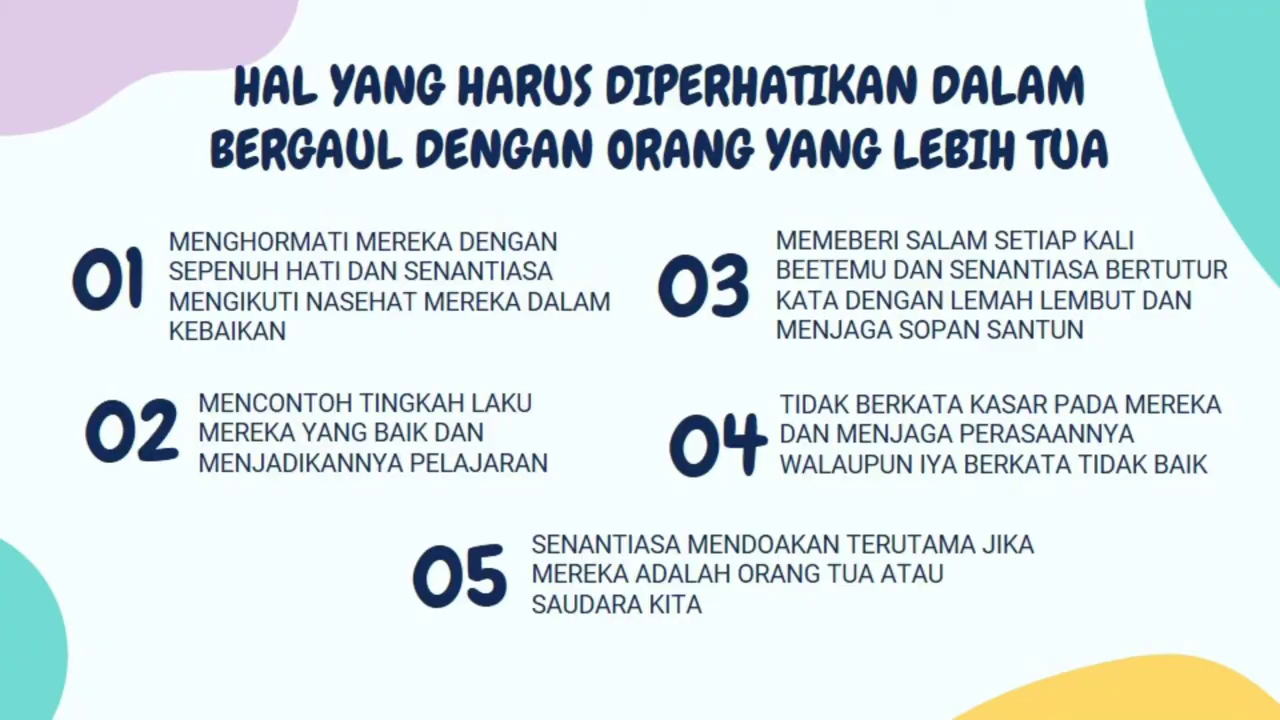 HAL YANG HARUS DIPERHATIKAN DALAM
BERGAUL DENGAN ORANG YANG LEBIH TUA
01
MENGHORMATI MEREKA DENGAN
SEPENUH HATI DAN SENANTIASA
MENGIKUTI NASEHAT MEREKA DALAM
KEBAIKAN
02
MENCONTOH TINGKAH LAKU
MEREKA YANG BAIK DAN
MENJADIKANNYA PELAJARAN
03
MEMEBERI SALAM SETIAP KALI
BEETEMU DAN SENANTIASA BERTUTUR
KATA DENGAN LEMAH LEMBUT DAN
MENJAGA SOPAN SANTUN
04
TIDAK BERKATA KASAR PADA MEREKA
DAN MENJAGA PERASAANNYA
WALAUPUN IYA BERKATA TIDAK BAIK
05
SENANTIASA MENDOAKAN TERUTAMA JIKA
MEREKA ADALAH ORANG TUA ATAU
SAUDARA KITA